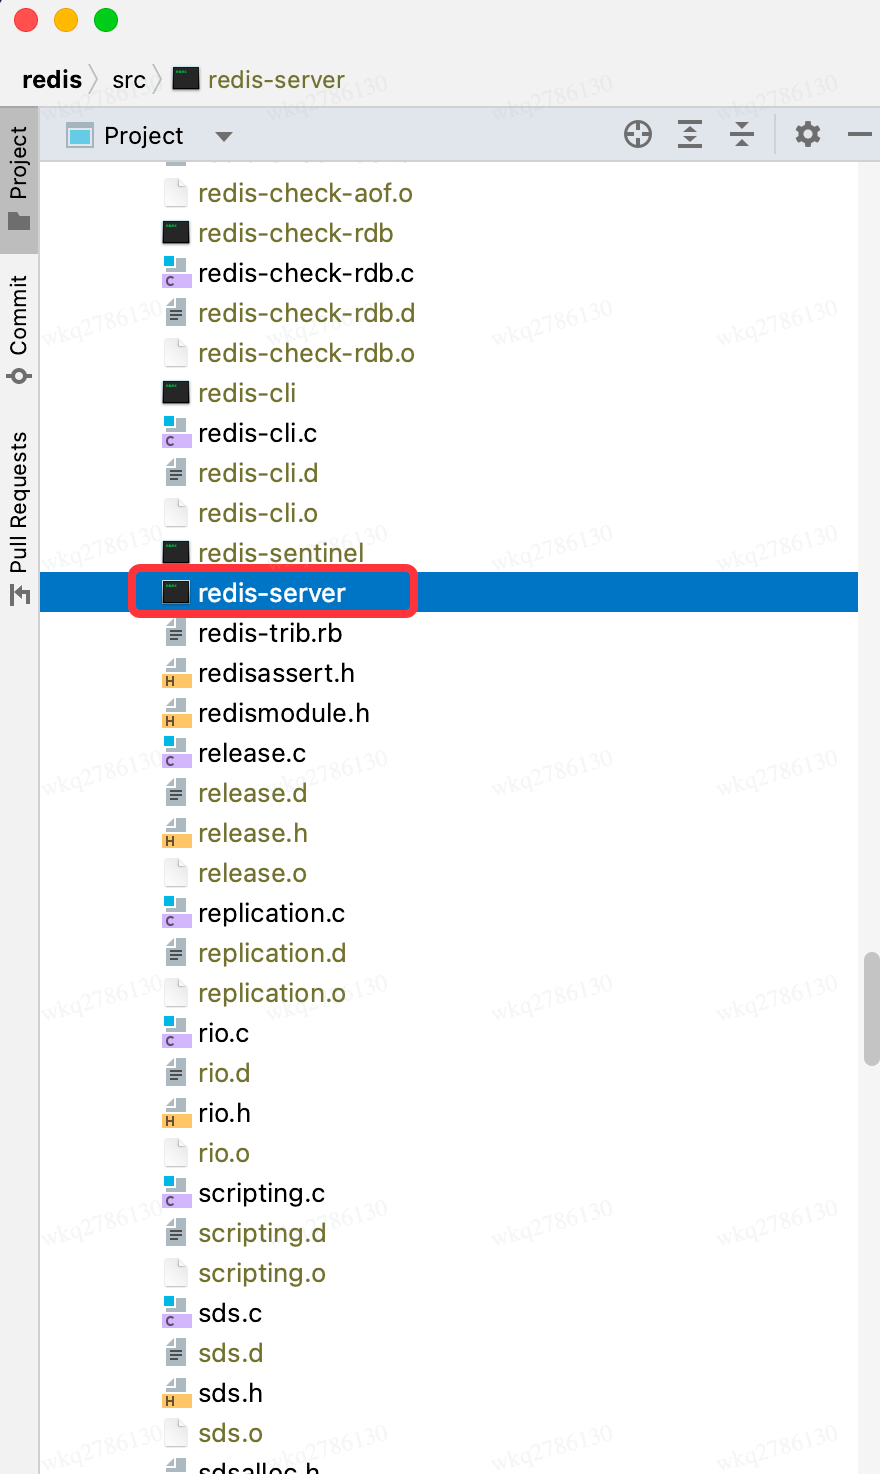 redis
src
redis-server
Project
Project
Commit
Pull Requests
redis-check-aof.o
redis-check-rdb
redis-check-rdb.c
redis-check-rdb.d
redis-check-rdb.o
redis-cli
redis-cli.c
redis-cli.d
redis-cli.o
redis-sentinel
redis-server
redis-trib.rb
redisassert.h
redismodule.h
release.c
release.d
release.h
release.o
replication.c
replication.d
replication.o
rio.c
rio.d
rio.h
rio.o
scripting.c
scripting.d
scripting.o
sds.c
sds.d
sds.h
sds.o
sdsalloc.h
wkq2786130